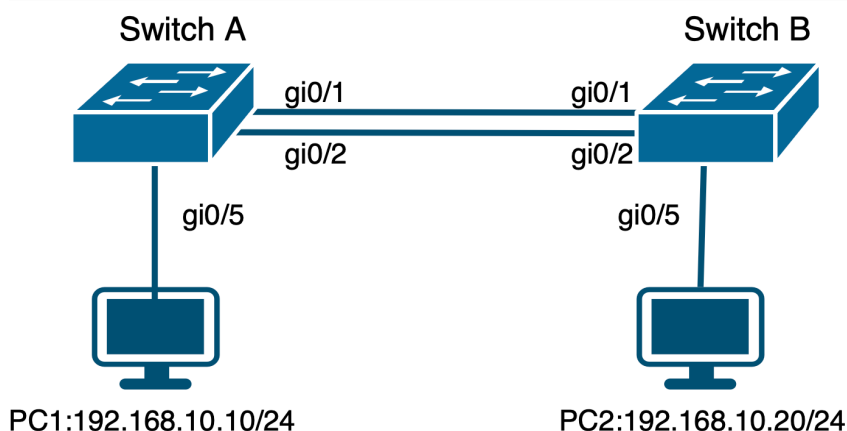 Switch A
Switch B
gi0/1
gi0/1
gi0/2
gi0/2
gi0/5
gi0/5
PC1:192.168.10.10/24
PC2:192.168.10.20/24